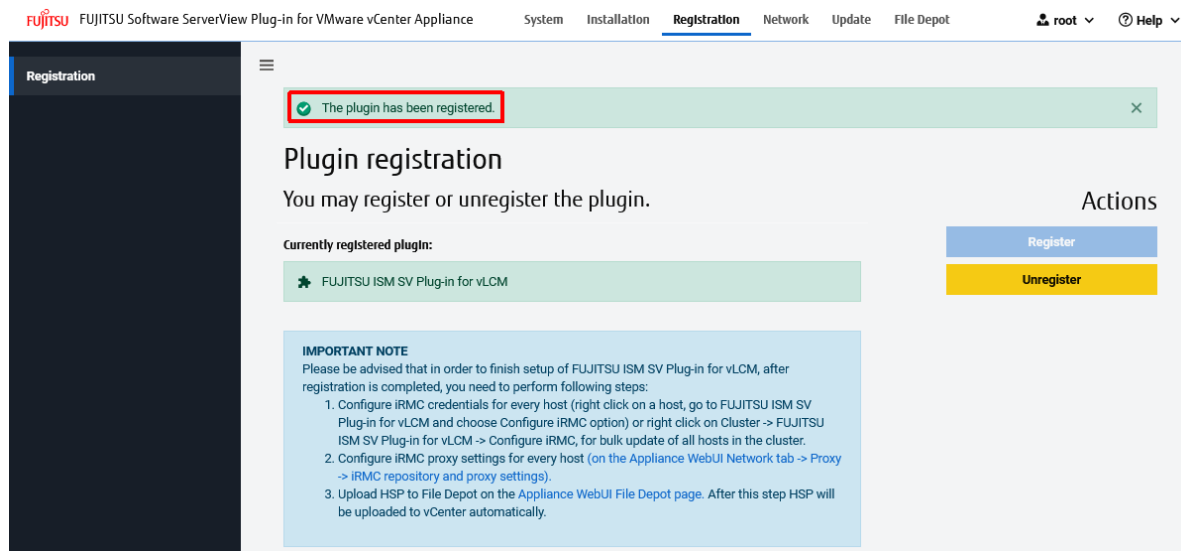 FUJITSU FUJITSU Software ServerView Plug-in for VMware vCenter Appliance System Installation Registration Network Update File Depot root Help
Registration
The plugin has been registered.
Plugin registration
You may register or unregister the plugin.
Actions
Currently registered plugin:
Register
FUJITSU ISM SV Plug-in for vLCM
Unregister
IMPORTANT NOTE
Please be advised that in order to finish setup of FUJITSU ISM SV Plug-in for vLCM, after
registration is completed, you need to perform following steps:
1. Configure iRMC credentials for every host (right click on a host, go to FUJITSU ISM SV
Plug-in for vLCM and choose Configure iRMC option) or right click on Cluster -> FUJITSU
ISM SV Plug-in for vLCM -> Configure iRMC, for bulk update of all hosts in the cluster.
2. Configure iRMC proxy settings for every host (on the Appliance WebUI Network tab -> Proxy
-> iRMC repository and proxy settings).
3. Upload HSP to File Depot on the Appliance WebUI File Depot page. After this step HSP will
be uploaded to vCenter automatically.